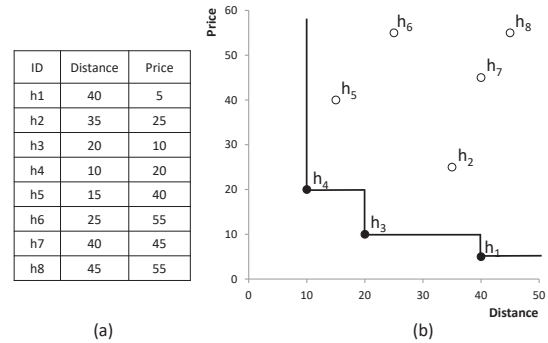 ID Distance Price
h1 40 5
h2 35 25
h3 20 10
h4 10 20
h5 15 40
h6 25 55
h7 40 45
h8 45 55
(a)
Price
60
50
40
30
20
10
0
0 10 20 30 40 50
Distance
h6
h8
h7
h5
h2
h4
h3
h1
(b)